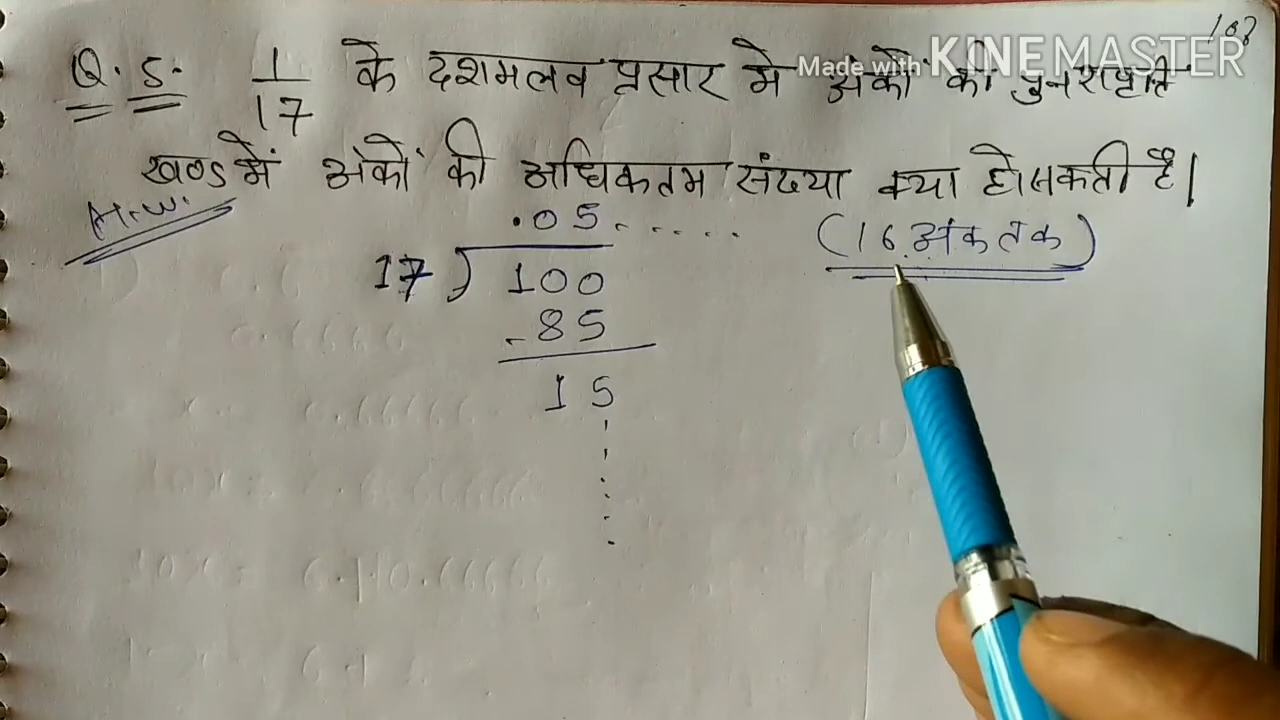 103
Q.5. 1/17 के दशमलव प्रसार मे अंकों की पुनरावृत्ति
Made with KINEMASTER
खण्ड में अंकों की अधिकतम संख्या क्या हो सकती है।
H.W.
.05...... (16 अंक तक)
17) 100
-85
15